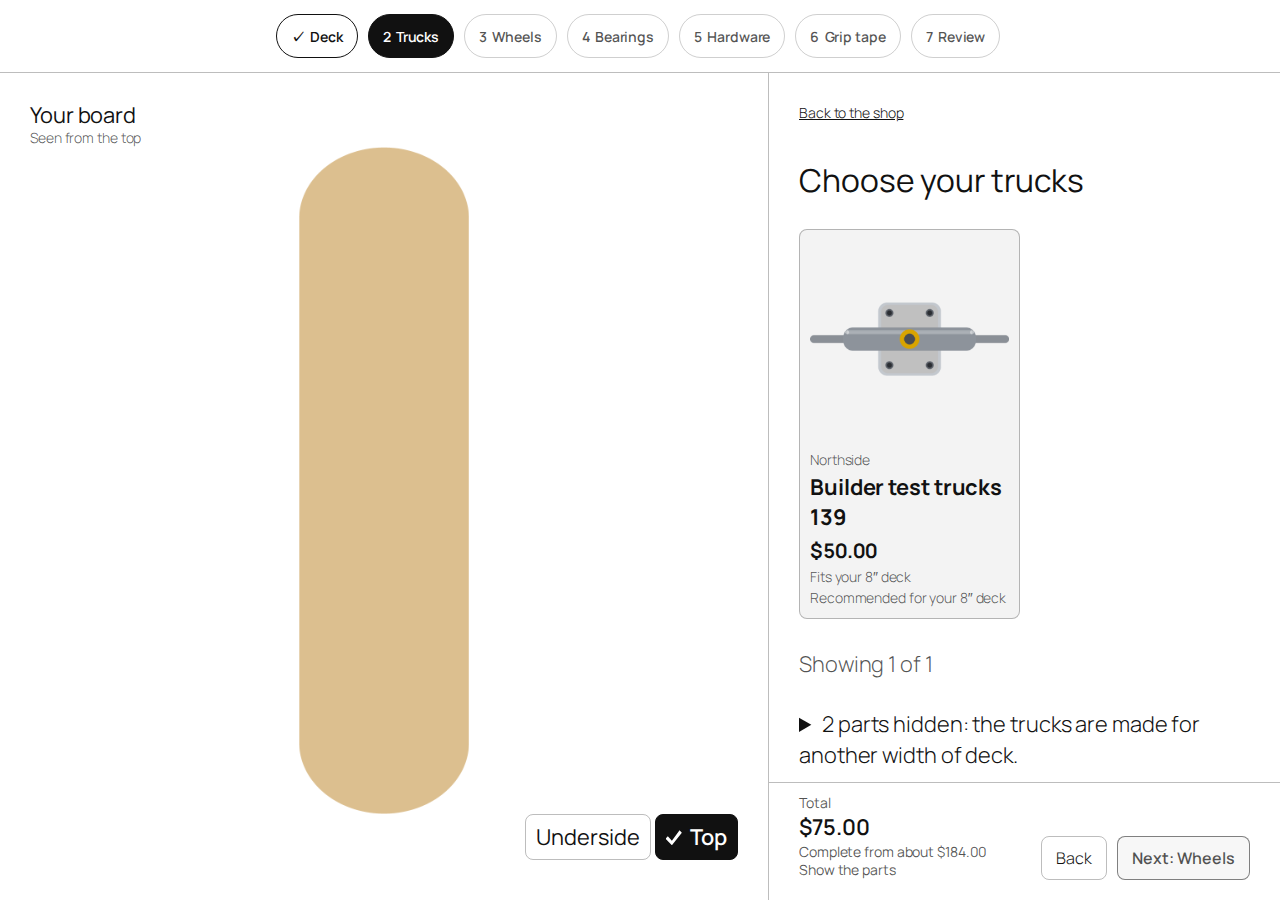 ✓ Deck
2 Trucks
3 Wheels
4 Bearings
5 Hardware
6 Grip tape
7 Review
Your board
Seen from the top
Underside
✓ Top
Back to the shop
Choose your trucks
Northside
Builder test trucks
139
$50.00
Fits your 8″ deck
Recommended for your 8″ deck
Showing 1 of 1
▶ 2 parts hidden: the trucks are made for
another width of deck.
Total
$75.00
Complete from about $184.00
Show the parts
Back
Next: Wheels